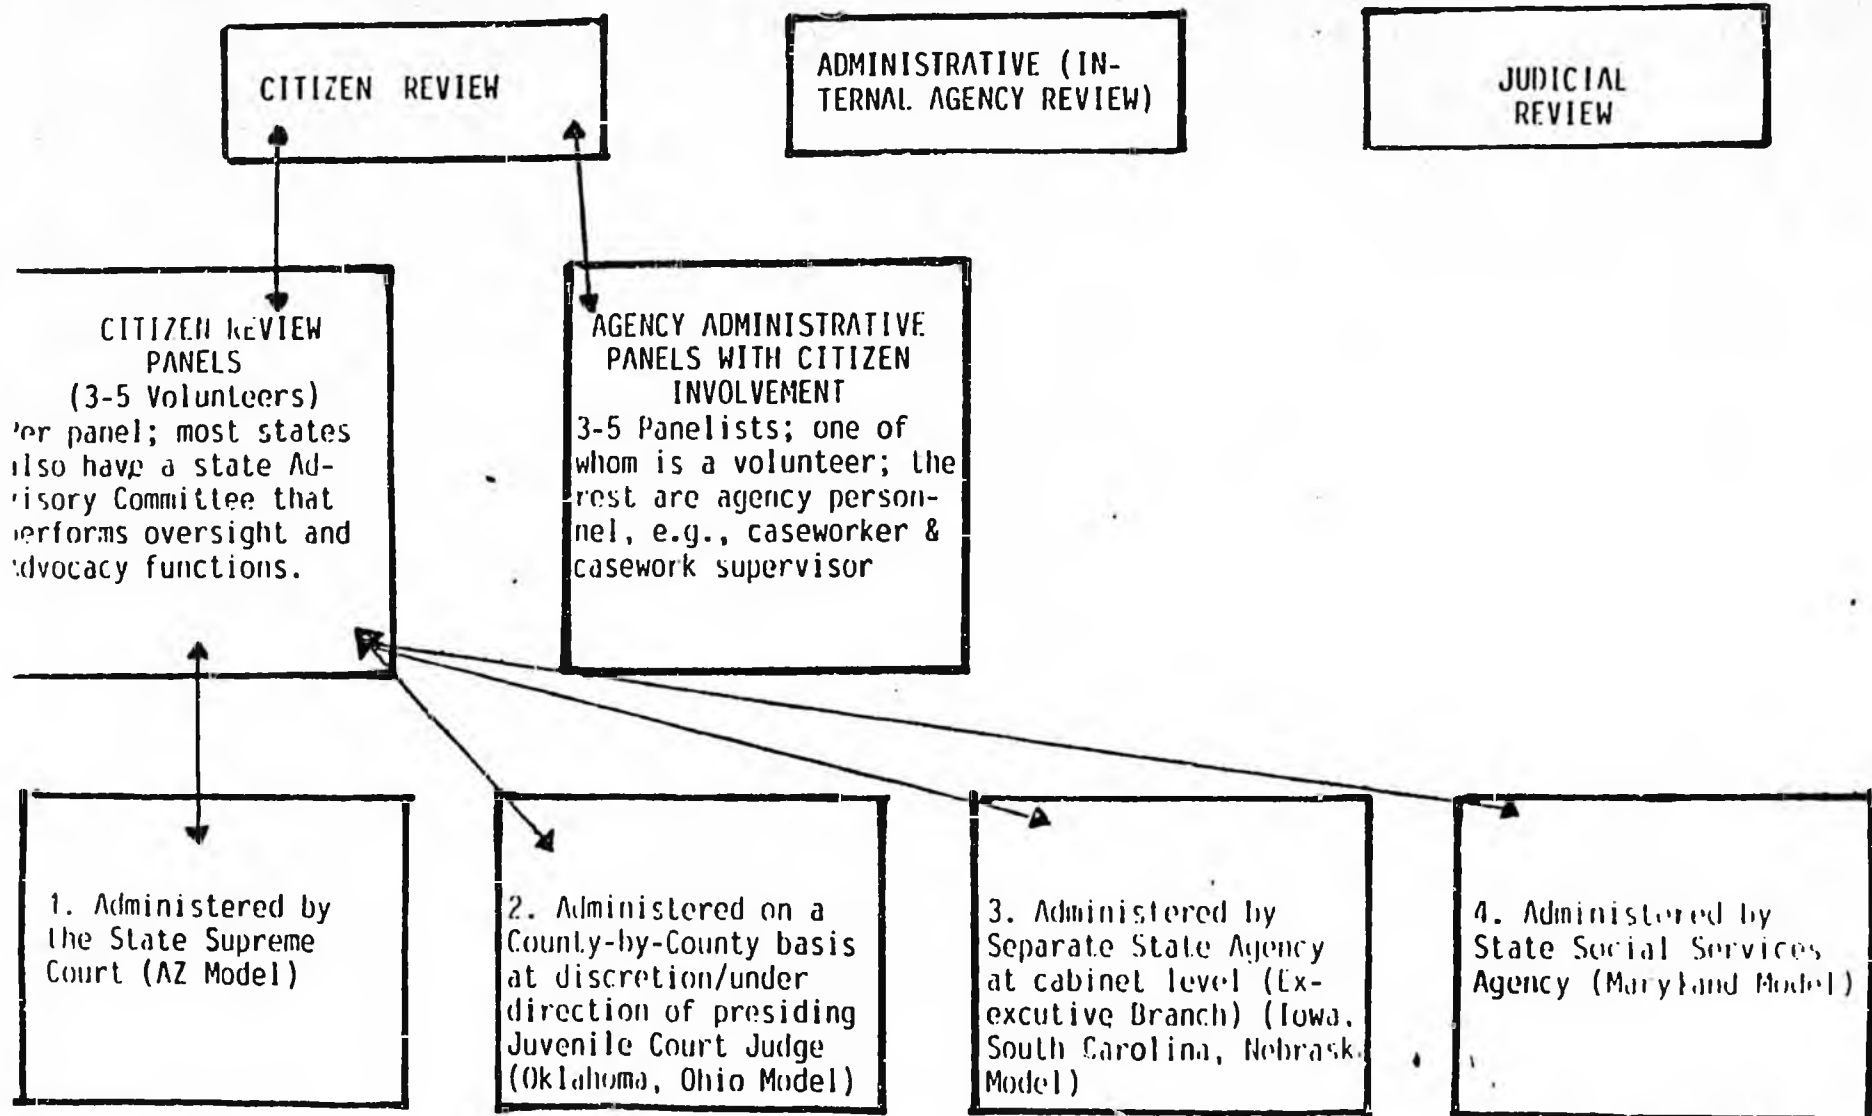 CITIZEN REVIEW
ADMINISTRATIVE (IN-
TERNAL AGENCY REVIEW)
JUDICIAL
REVIEW
CITIZEN REVIEW
PANELS
(3-5 Volunteers)
er panel; most states
lso have a state Ad-
isory Committee that
erforms oversight and
dvocacy functions.
AGENCY ADMINISTRATIVE
PANELS WITH CITIZEN
INVOLVEMENT
3-5 Panelists; one of
whom is a volunteer; the
rest are agency person-
nel, e.g., caseworker &
casework supervisor
1. Administered by
the State Supreme
Court (AZ Model)
2. Administered on a
County-by-County basis
at discretion/under
direction of presiding
Juvenile Court Judge
(Oklahoma, Ohio Model)
3. Administered by
Separate State Agency
at cabinet level (Ex-
excutive Branch) (Iowa,
South Carolina, Nebrask
Model)
4. Administered by
State Social Services
Agency (Maryland Model)